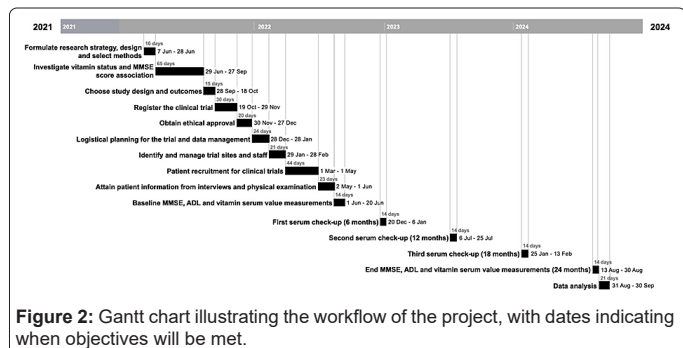 2021 2021 2022 2023 2024 2024
16 days
Formulate research strategy, design
and select methods 7 Jun - 28 Jun
65 days
Investigate vitamin status and MMSE
score association 29 Jun - 27 Sep
15 days
Choose study design and outcomes 28 Sep - 18 Oct
30 days
Register the clinical trial 19 Oct - 29 Nov
20 days
Obtain ethical approval 30 Nov - 27 Dec
24 days
Logistical planning for the trial and data management 28 Dec - 28 Jan
21 days
Identify and manage trial sites and staff 29 Jan - 28 Feb
44 days
Patient recruitment for clinical trials 1 Mar - 1 May
23 days
Attain patient information from interviews and physical examination 2 May - 1 Jun
14 days
Baseline MMSE, ADL and vitamin serum value measurements 1 Jun - 20 Jun
14 days
First serum check-up (6 months) 20 Dec - 6 Jan
14 days
Second serum check-up (12 months) 6 Jul - 25 Jul
14 days
Third serum check-up (18 months) 25 Jan - 13 Feb
14 days
End MMSE, ADL and vitamin serum value measurements (24 months) 13 Aug - 30 Aug
21 days
Data analysis 31 Aug - 30 Sep
Figure 2: Gantt chart illustrating the workflow of the project, with dates indicating
when objectives will be met.